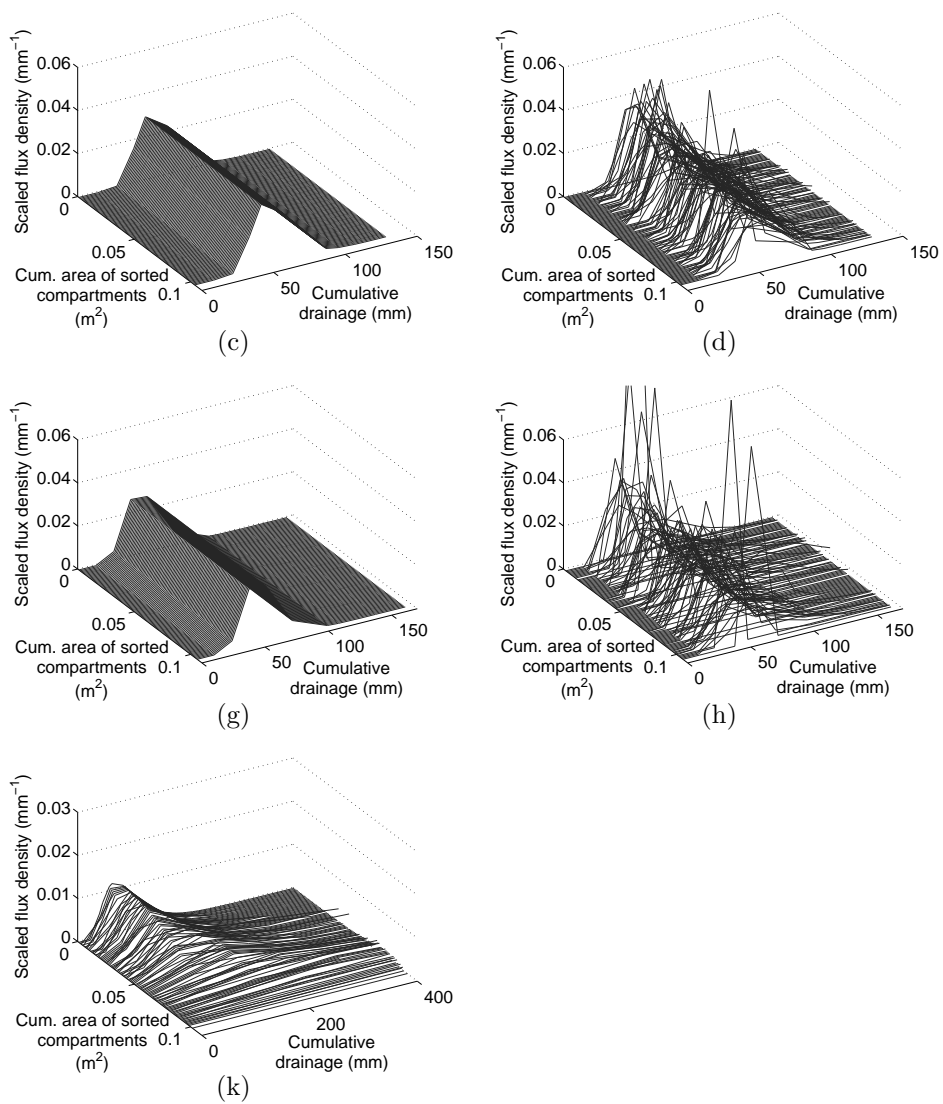 Scaled flux density (mm⁻¹)
0.06
0.04
0.02
0
0
0.05
0.1
Cum. area of sorted
compartments
(m²)
0
50
100
150
Cumulative
drainage (mm)
(c)
Scaled flux density (mm⁻¹)
0.06
0.04
0.02
0
0
0.05
0.1
Cum. area of sorted
compartments
(m²)
0
50
100
150
Cumulative
drainage (mm)
(d)
Scaled flux density (mm⁻¹)
0.06
0.04
0.02
0
0
0.05
0.1
Cum. area of sorted
compartments
(m²)
0
50
100
150
Cumulative
drainage (mm)
(g)
Scaled flux density (mm⁻¹)
0.06
0.04
0.02
0
0
0.05
0.1
Cum. area of sorted
compartments
(m²)
0
50
100
150
Cumulative
drainage (mm)
(h)
Scaled flux density (mm⁻¹)
0.03
0.02
0.01
0
0
0.05
0.1
Cum. area of sorted
compartments
(m²)
0
200
400
Cumulative
drainage (mm)
(k)